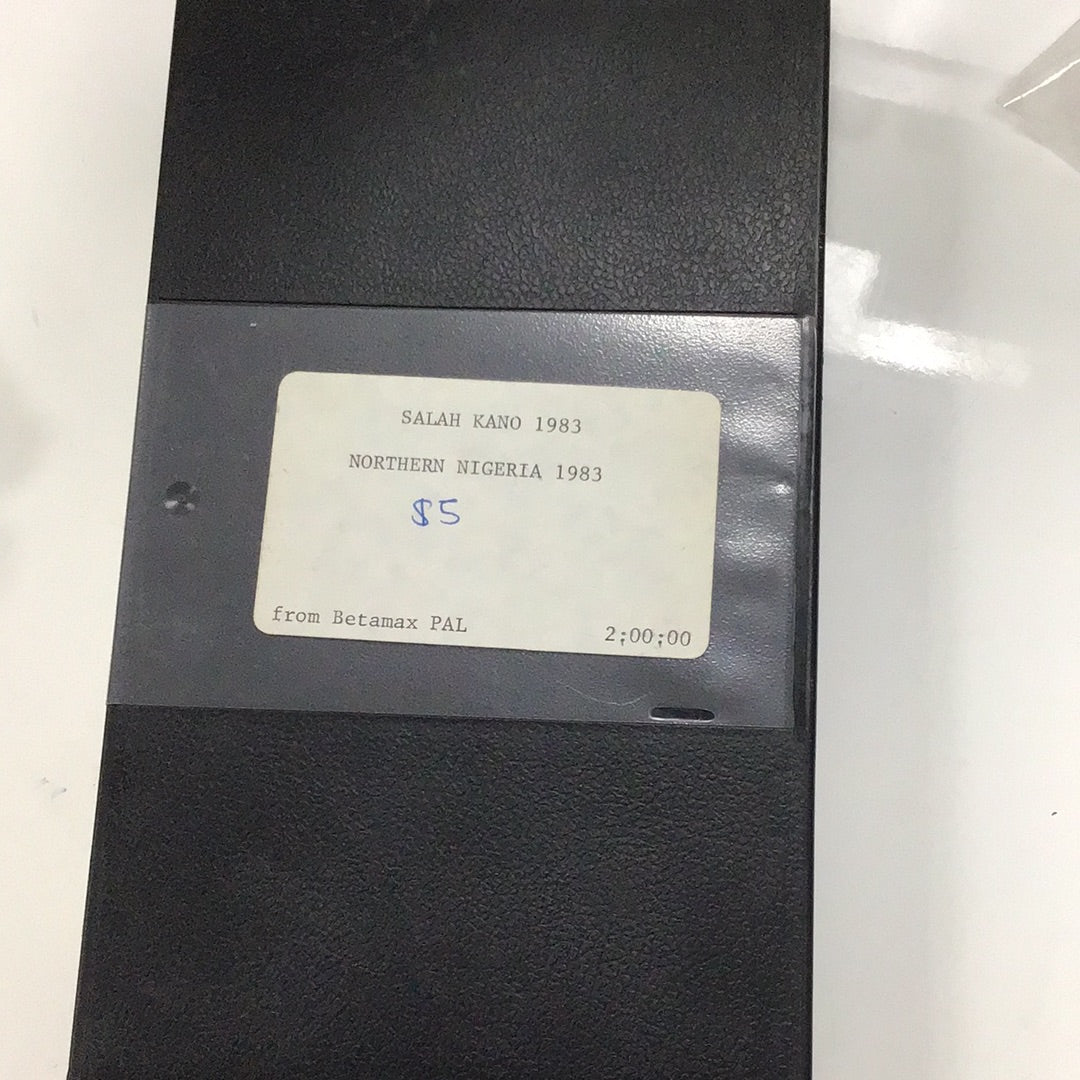 SALAH KANO 1983
NORTHERN NIGERIA 1983
$5
from Betamax PAL 2;00;00